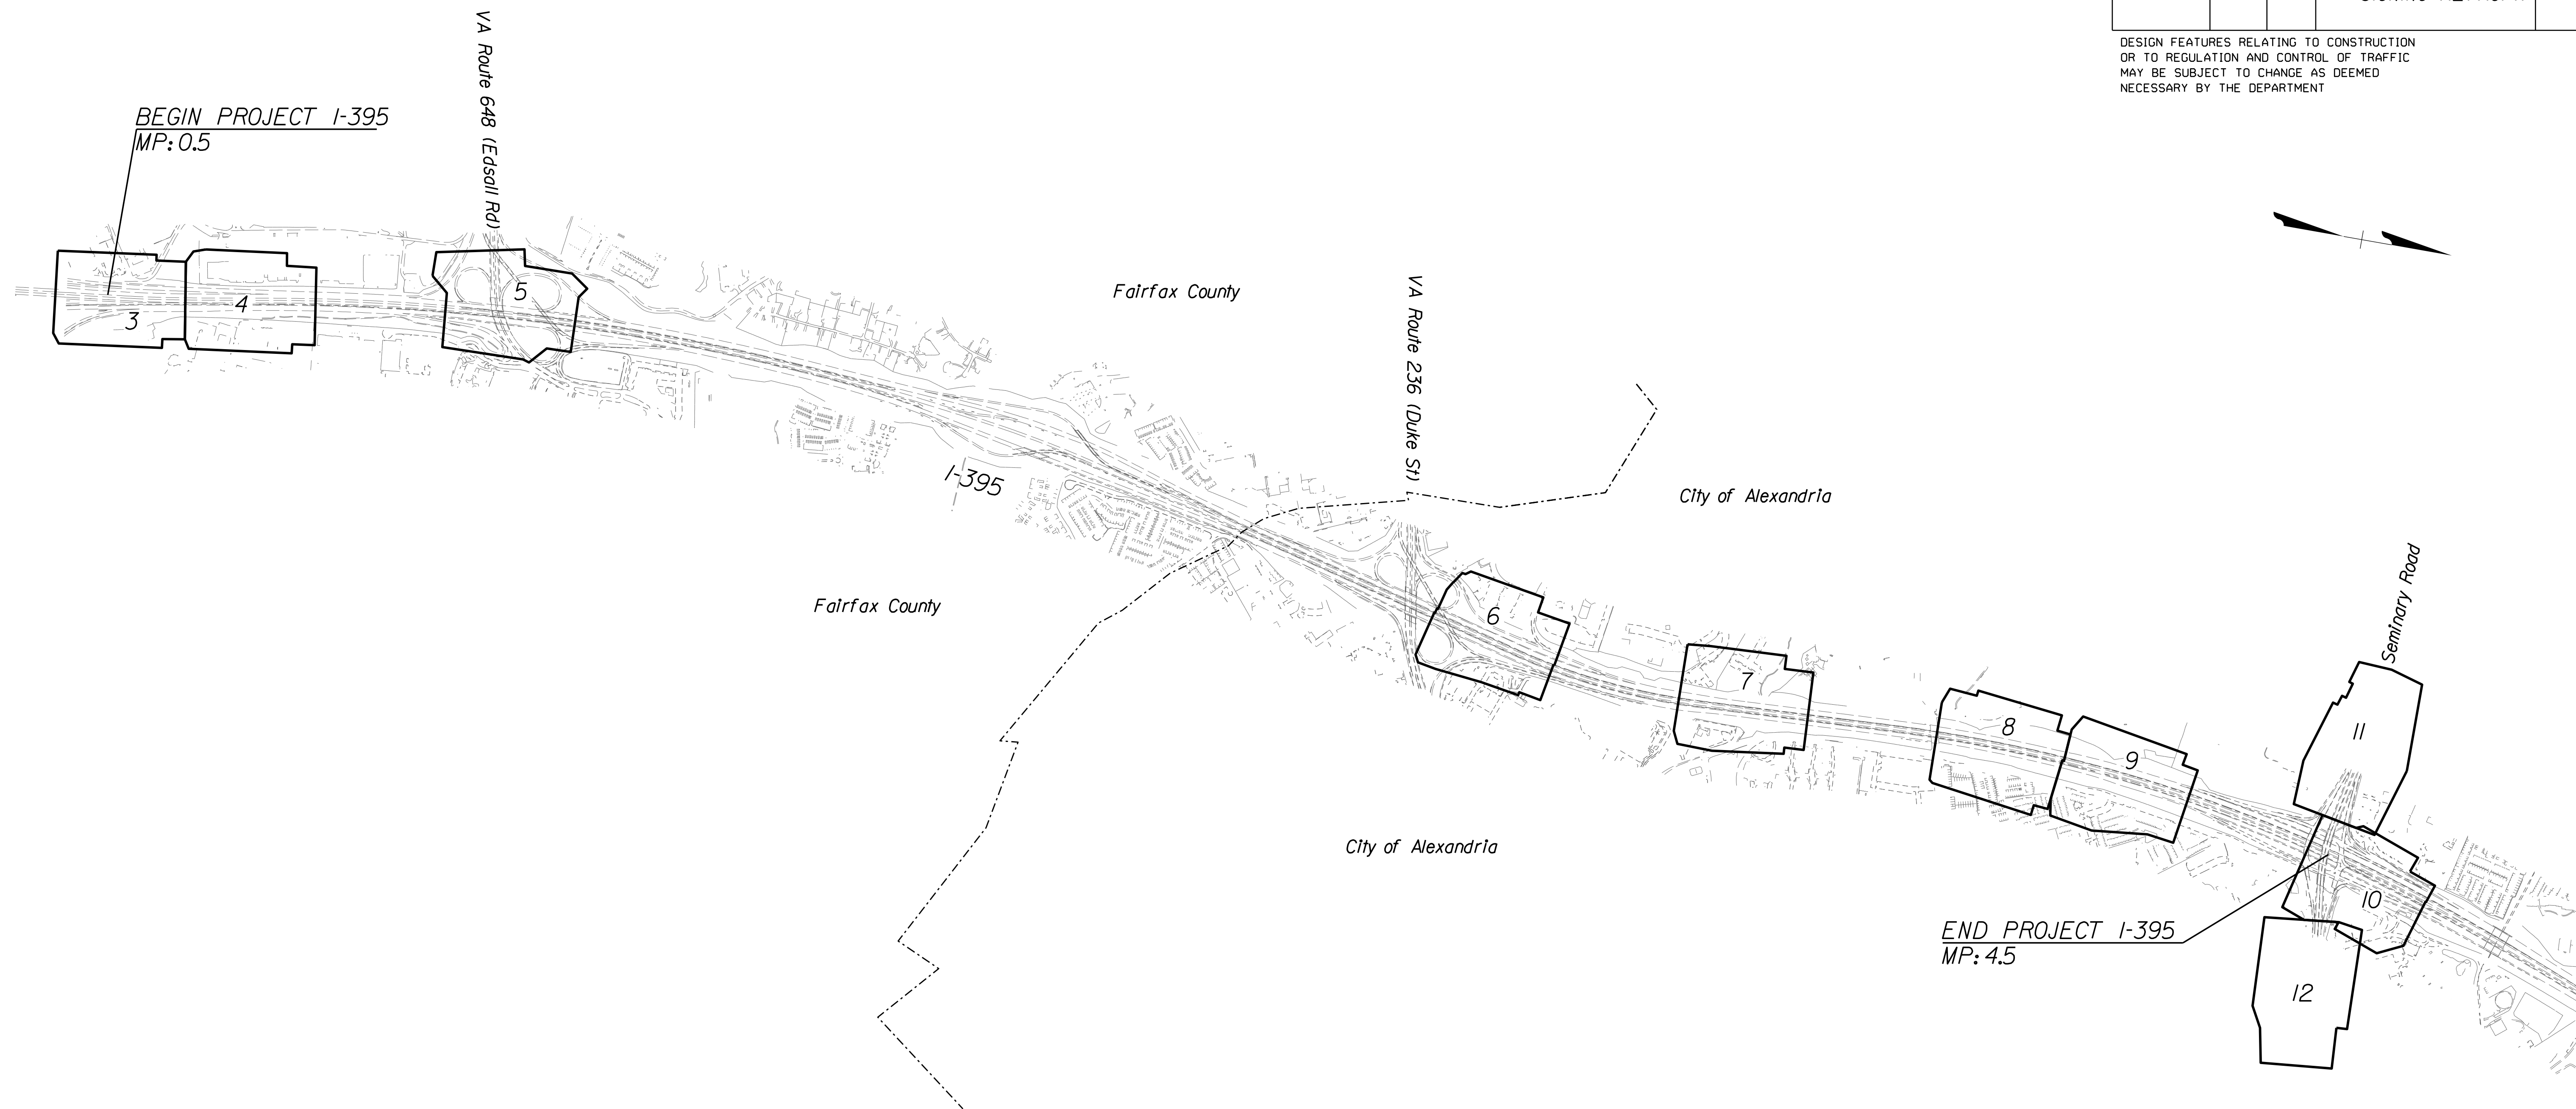 DESIGN FEATURES RELATING TO CONSTRUCTION
OR TO REGULATION AND CONTROL OF TRAFFIC
MAY BE SUBJECT TO CHANGE AS DEEMED
NECESSARY BY THE DEPARTMENT
VA Route 648 (Edsall Rd)
BEGIN PROJECT I-395
MP: 0.5
3
4
5
Fairfax County
VA Route 236 (Duke St)
I-395
City of Alexandria
Fairfax County
6
7
8
9
Seminary Road
11
10
City of Alexandria
END PROJECT I-395
MP: 4.5
12